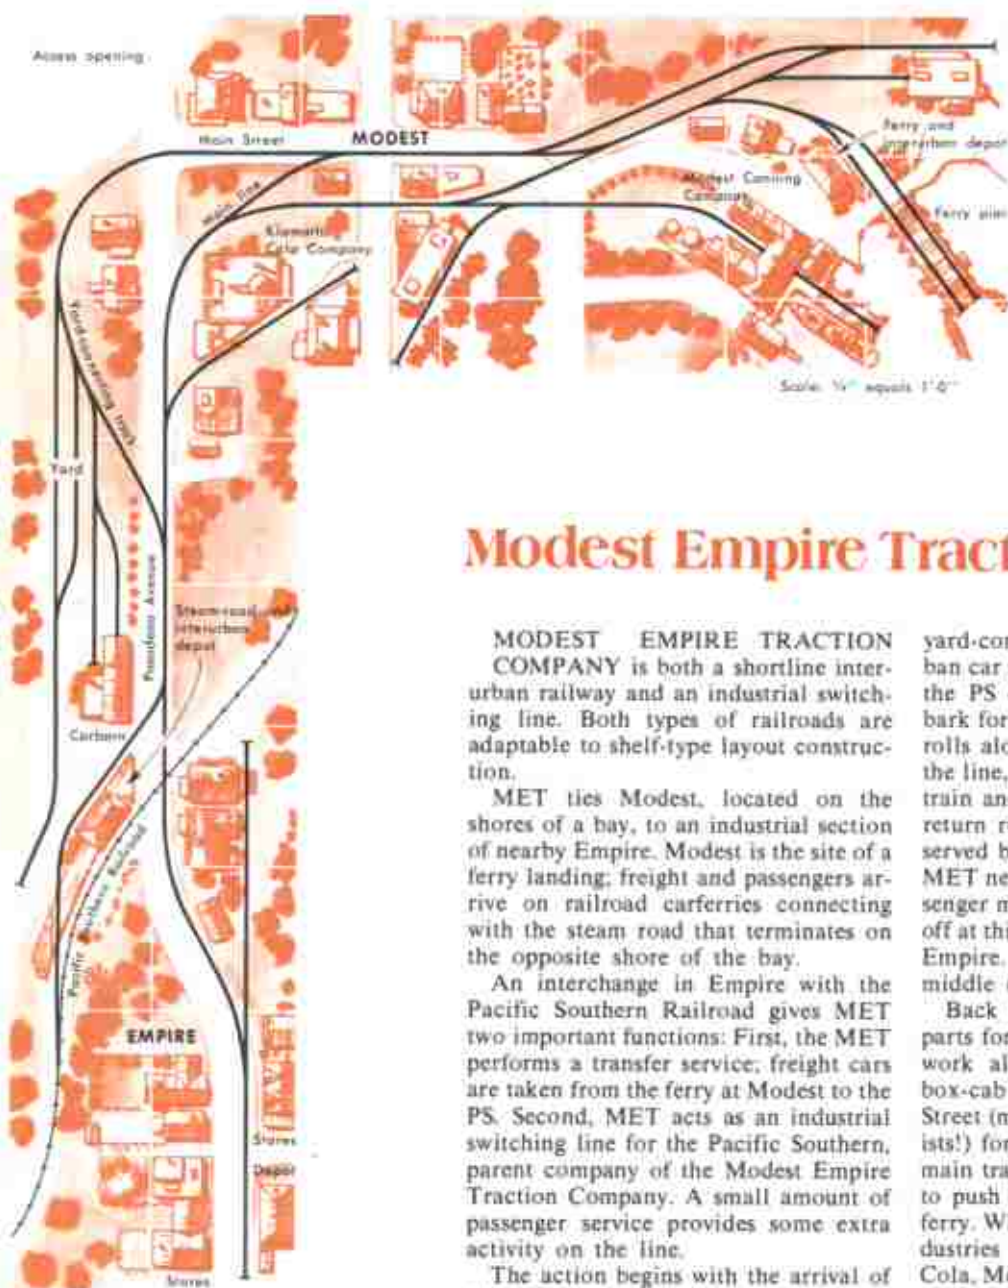 Access opening
Main Street
MODEST
Ferry and
interurban depot
Main line
Modest Canning
Company
Ferry pier
Cola Company
Scale: equals 1'0"
Yard-connecting track
Yard
Pasadena Avenue
Steam-road
interurban
depot
Carbarn
Pacific Southern Railroad
EMPIRE
Stores
Depot
Stores
Modest Empire Tract
MODEST EMPIRE TRACTION
COMPANY is both a shortline inter-
urban railway and an industrial switch-
ing line. Both types of railroads are
adaptable to shelf-type layout construc-
tion.
MET ties Modest, located on the
shores of a bay, to an industrial section
of nearby Empire. Modest is the site of a
ferry landing; freight and passengers ar-
rive on railroad carferries connecting
with the steam road that terminates on
the opposite shore of the bay.
An interchange in Empire with the
Pacific Southern Railroad gives MET
two important functions: First, the MET
performs a transfer service; freight cars
are taken from the ferry at Modest to the
PS. Second, MET acts as an industrial
switching line for the Pacific Southern,
parent company of the Modest Empire
Traction Company. A small amount of
passenger service provides some extra
activity on the line.
The action begins with the arrival of
yard-con
ban car
the PS
bark for
rolls alo
the line,
train an
return r
served b
MET ne
senger m
off at thi
Empire.
middle
Back
parts for
work al
box-cab
Street (n
ists!) for
main tra
to push
ferry. W
dustries
Cola, M